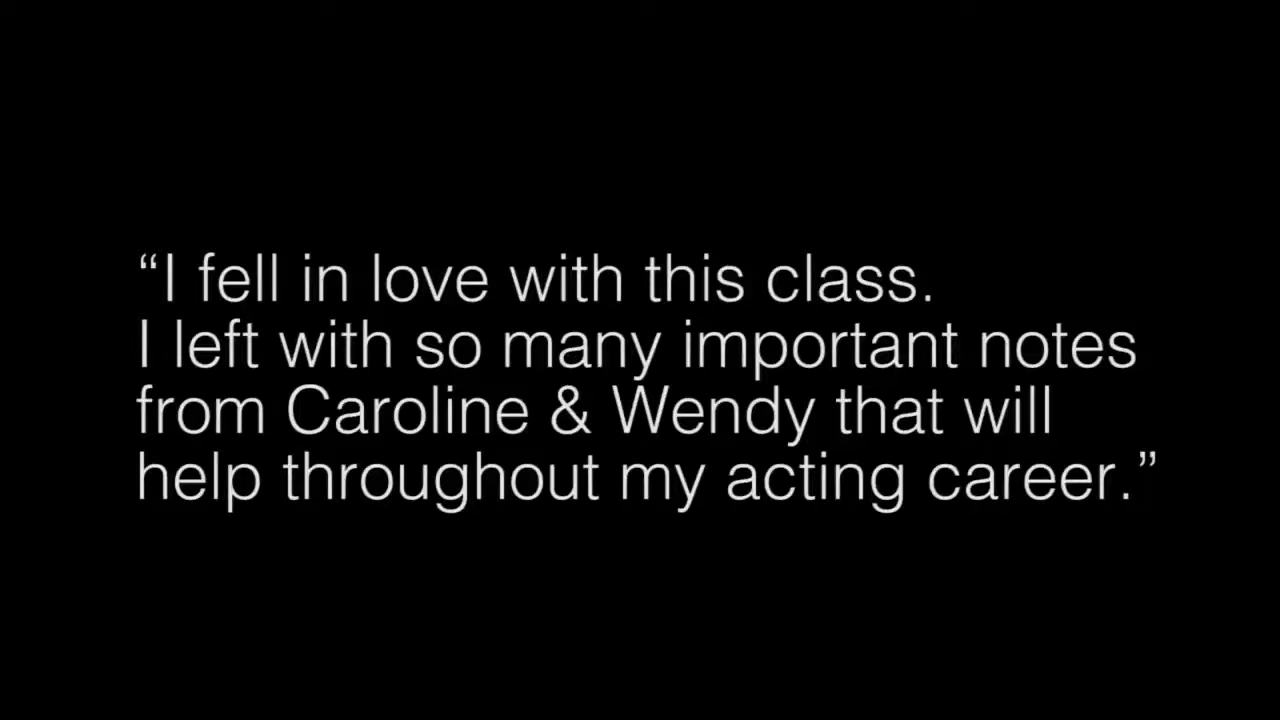 “I fell in love with this class.
I left with so many important notes
from Caroline & Wendy that will
help throughout my acting career.”